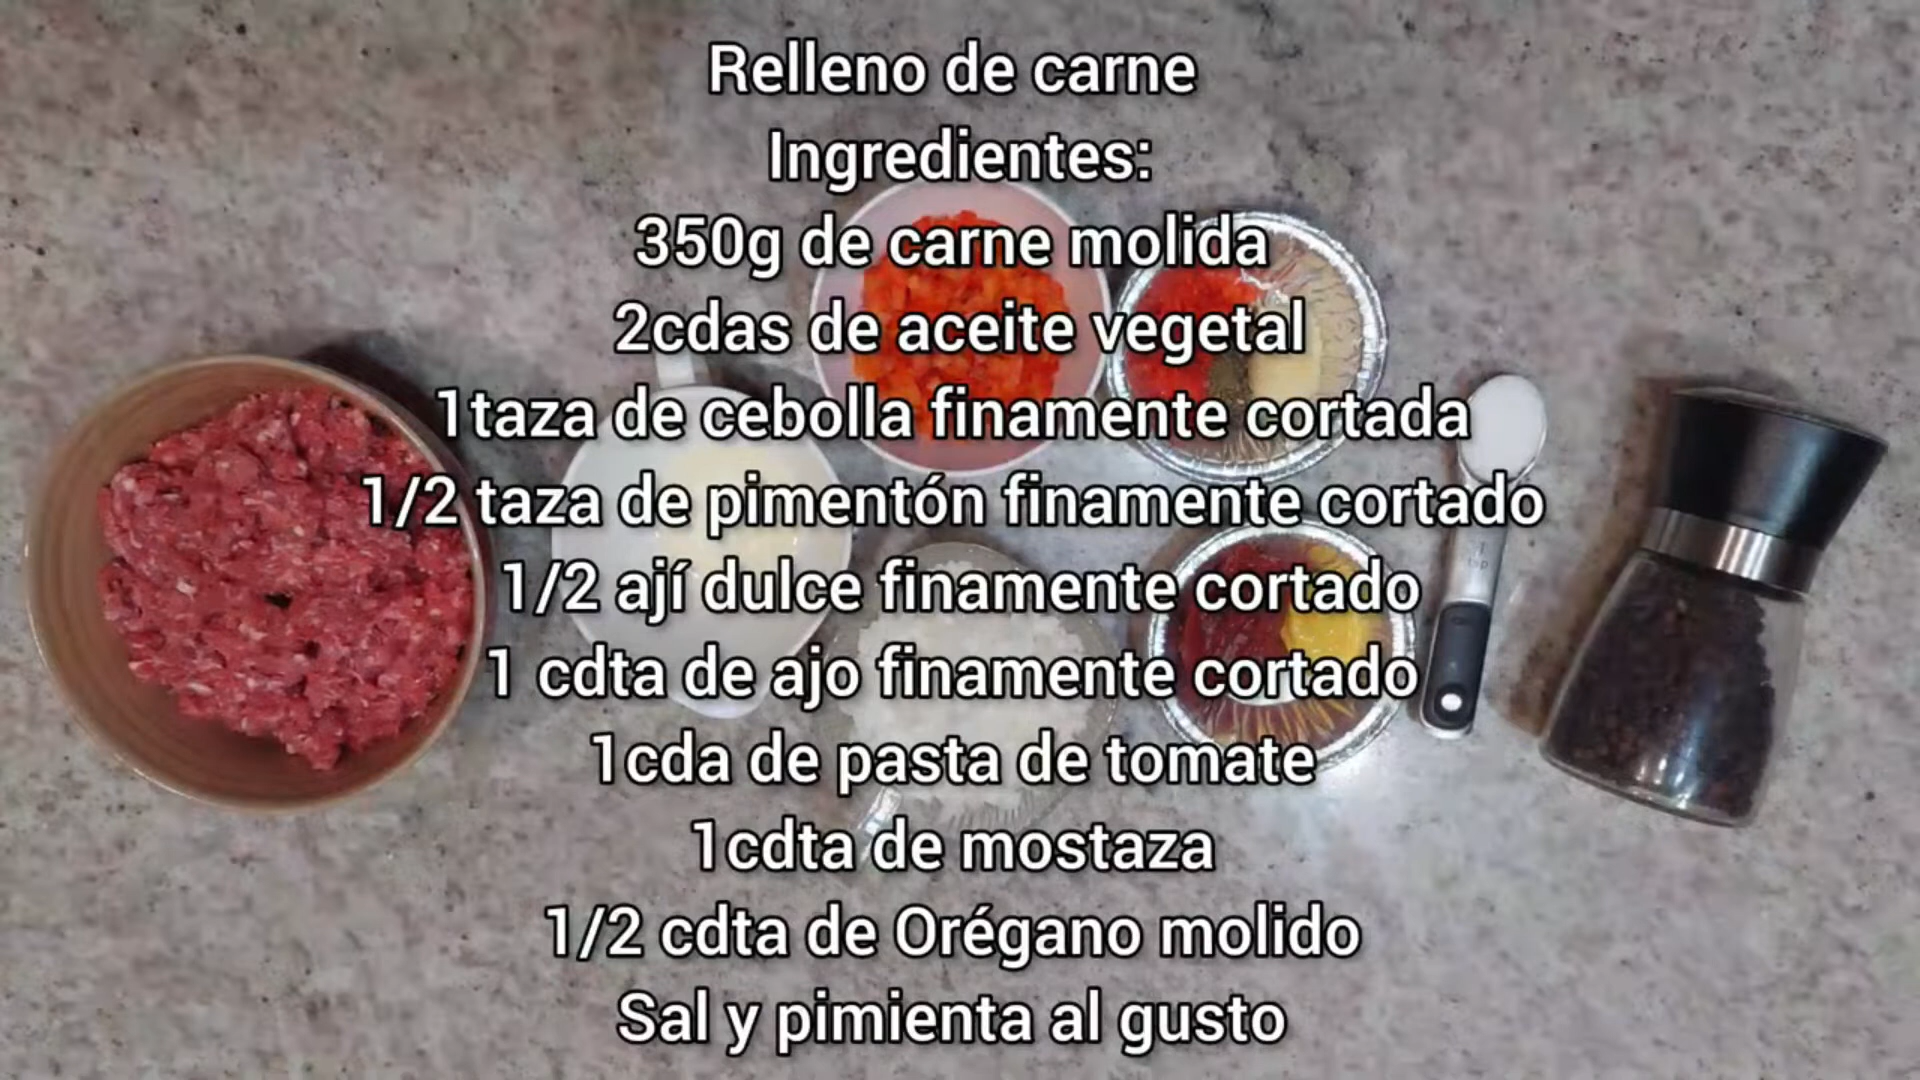 Relleno de carne
Ingredientes:
350g de carne molida
2cdas de aceite vegetal
1taza de cebolla finamente cortada
1/2 taza de pimentón finamente cortado
1/2 ají dulce finamente cortado
1 cdta de ajo finamente cortado
1cda de pasta de tomate
1cdta de mostaza
1/2 cdta de Orégano molido
Sal y pimienta al gusto